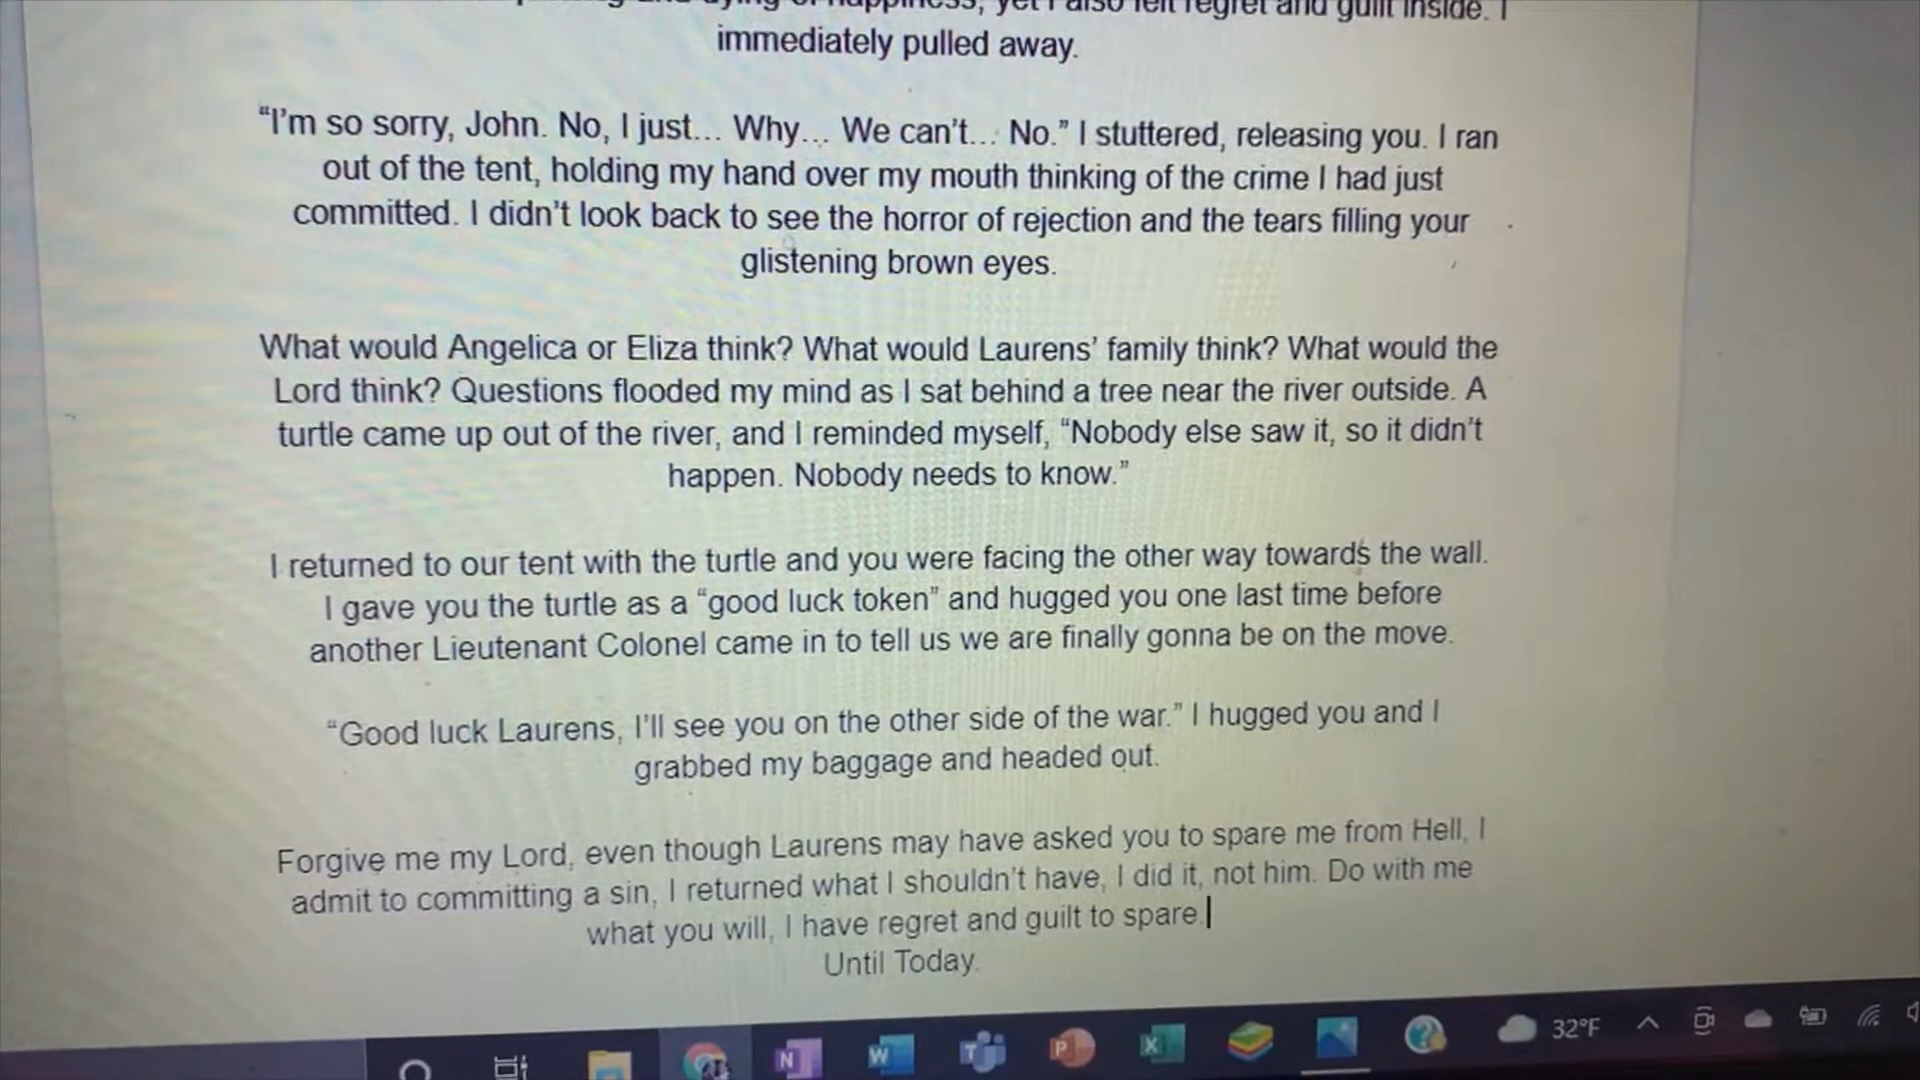 happiness, yet I also felt regret and guilt inside. I
immediately pulled away.
“I’m so sorry, John. No, I just... Why... We can’t... No.” I stuttered, releasing you. I ran
out of the tent, holding my hand over my mouth thinking of the crime I had just
committed. I didn’t look back to see the horror of rejection and the tears filling your
glistening brown eyes.
What would Angelica or Eliza think? What would Laurens’ family think? What would the
Lord think? Questions flooded my mind as I sat behind a tree near the river outside. A
turtle came up out of the river, and I reminded myself, “Nobody else saw it, so it didn’t
happen. Nobody needs to know.”
I returned to our tent with the turtle and you were facing the other way towards the wall.
I gave you the turtle as a “good luck token” and hugged you one last time before
another Lieutenant Colonel came in to tell us we are finally gonna be on the move.
“Good luck Laurens, I’ll see you on the other side of the war.” I hugged you and I
grabbed my baggage and headed out.
Forgive me my Lord, even though Laurens may have asked you to spare me from Hell, I
admit to committing a sin, I returned what I shouldn’t have, I did it, not him. Do with me
what you will, I have regret and guilt to spare.
Until Today.
N W T P X 32°F